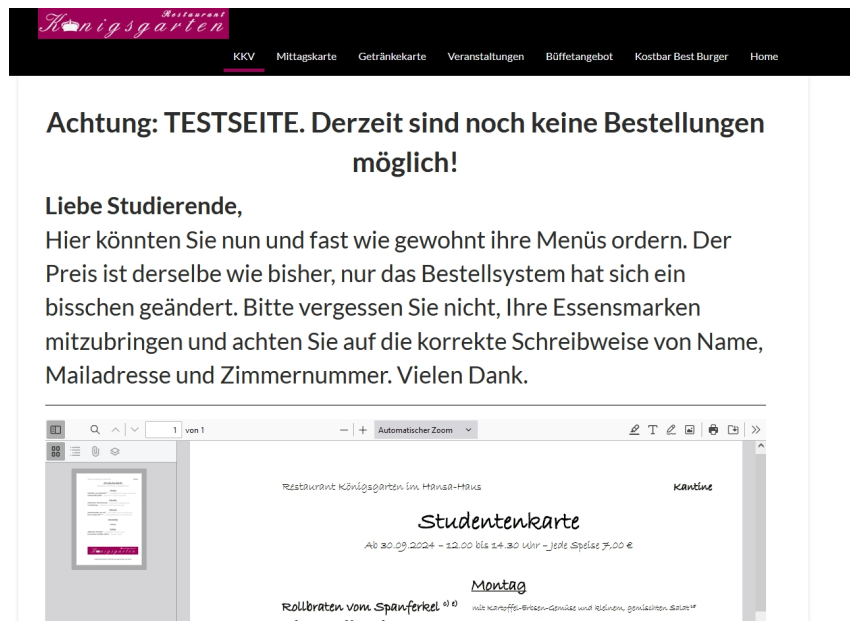 Restaurant
Königsgarten
KKV Mittagskarte Getränkekarte Veranstaltungen Büffetangebot Kostbar Best Burger Home
Achtung: TESTSEITE. Derzeit sind noch keine Bestellungen
möglich!
Liebe Studierende,
Hier könnten Sie nun und fast wie gewohnt ihre Menüs ordern. Der
Preis ist derselbe wie bisher, nur das Bestellsystem hat sich ein
bisschen geändert. Bitte vergessen Sie nicht, Ihre Essensmarken
mitzubringen und achten Sie auf die korrekte Schreibweise von Name,
Mailadresse und Zimmernummer. Vielen Dank.
1 von 1 Automatischer Zoom
Restaurant Königsgarten im Hansa-Haus Kantine
Studentenkarte
Ab 30.09.2024 – 12.00 bis 14.30 Uhr – Jede Speise 7,00 €
Montag
Rollbraten vom Spanferkel mit Kartoffel-Erbsen-Gemüse und kleinem, gemischten Salat